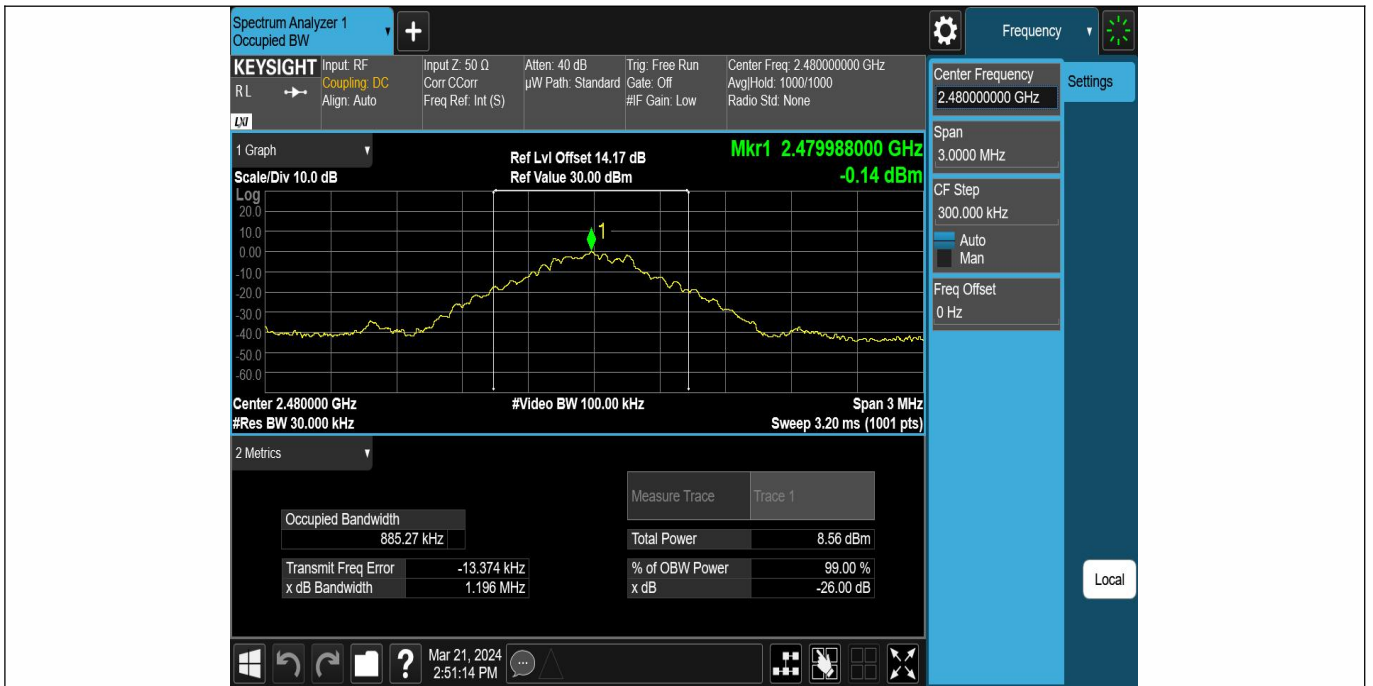 Spectrum Analyzer 1
Occupied BW
+
Frequency
KEYSIGHT
RL
LXI
Input: RF
Coupling: DC
Align: Auto
Input Z: 50 Ω
Corr CCorr
Freq Ref: Int (S)
Atten: 40 dB
µW Path: Standard
Trig: Free Run
Gate: Off
#IF Gain: Low
Center Freq: 2.480000000 GHz
Avg|Hold: 1000/1000
Radio Std: None
Center Frequency
2.480000000 GHz
Settings
Span
3.0000 MHz
CF Step
300.000 kHz
Auto
Man
Freq Offset
0 Hz
Local
1 Graph
Scale/Div 10.0 dB
Ref Lvl Offset 14.17 dB
Ref Value 30.00 dBm
Mkr1 2.479988000 GHz
-0.14 dBm
Log
20.0
10.0
0.00
-10.0
-20.0
-30.0
-40.0
-50.0
-60.0
1
Center 2.480000 GHz
#Video BW 100.00 kHz
Span 3 MHz
#Res BW 30.000 kHz
Sweep 3.20 ms (1001 pts)
2 Metrics
Measure Trace Trace 1
Occupied Bandwidth
885.27 kHz
Total Power 8.56 dBm
Transmit Freq Error -13.374 kHz
% of OBW Power 99.00 %
x dB Bandwidth 1.196 MHz
x dB -26.00 dB
?
Mar 21, 2024
2:51:14 PM